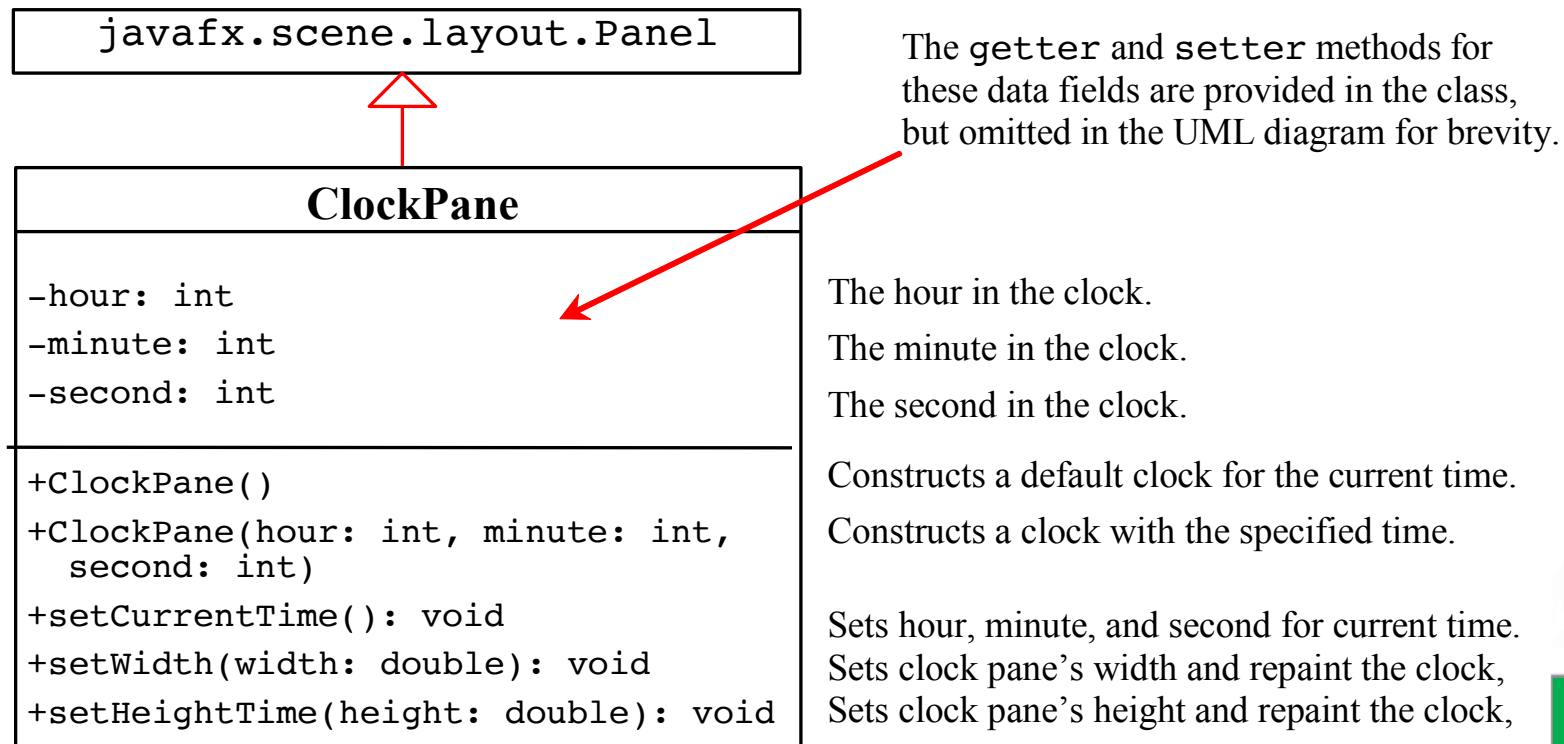 javafx.scene.layout.Panel
The getter and setter methods for
these data fields are provided in the class,
but omitted in the UML diagram for brevity.
ClockPane
-hour: int
The hour in the clock.
-minute: int
The minute in the clock.
-second: int
The second in the clock.
+ClockPane()
Constructs a default clock for the current time.
+ClockPane(hour: int, minute: int,
second: int)
Constructs a clock with the specified time.
+setCurrentTime(): void
Sets hour, minute, and second for current time.
+setWidth(width: double): void
Sets clock pane’s width and repaint the clock,
+setHeightTime(height: double): void
Sets clock pane’s height and repaint the clock,